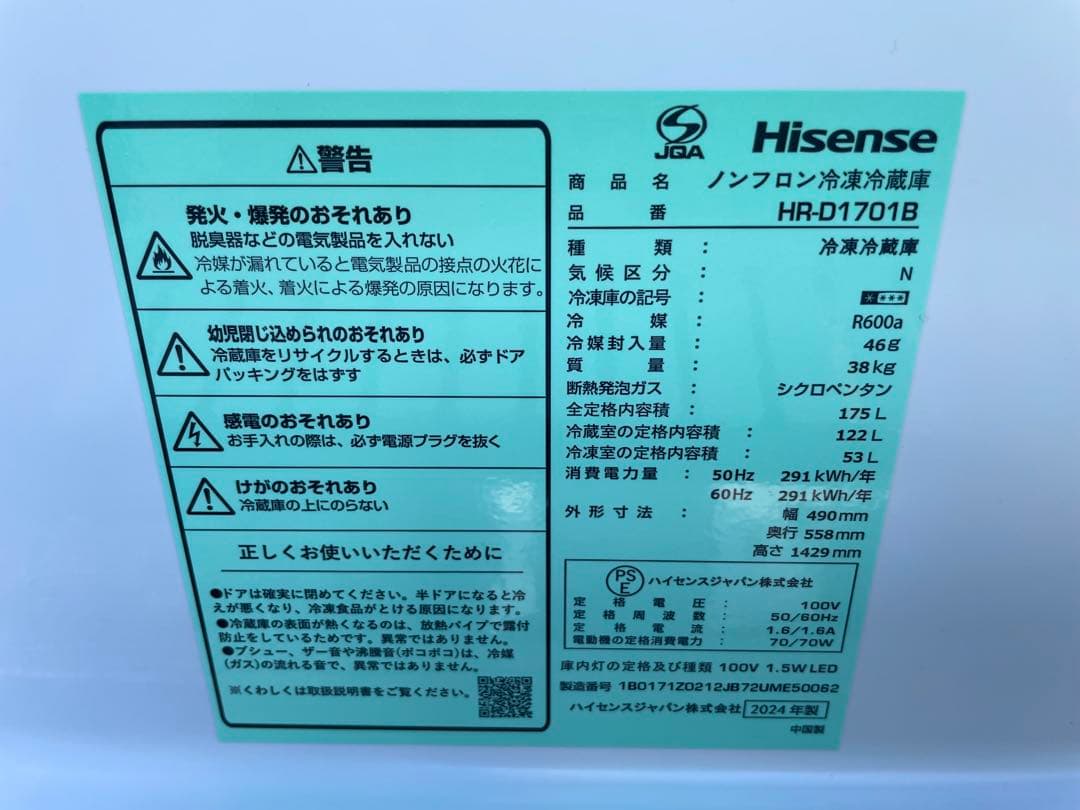 ⚠警告
発火・爆発のおそれあり
脱臭器などの電気製品を入れない
冷媒が漏れていると電気製品の接点の火花に
よる着火、着火による爆発の原因になります。
幼児閉じ込められのおそれあり
冷蔵庫をリサイクルするときは、必ずドア
パッキングをはずす
感電のおそれあり
お手入れの際は、必ず電源プラグを抜く
けがのおそれあり
冷蔵庫の上にのらない
正しくお使いいただくために
●ドアは確実に閉めてください。半ドアになると冷
えが悪くなり、冷凍食品がとける原因になります。
●冷蔵庫の表面が熱くなるのは、放熱パイプで露付
防止をしているためです。異常ではありません。
●ブシュー、ザー音や沸騰音(ポコポコ)は、冷媒
(ガス)の流れる音で、異常ではありません。
※くわしくは取扱説明書をご覧ください。
JQA
Hisense
商品名 ノンフロン冷凍冷蔵庫
品番 HR-D1701B
種類: 冷凍冷蔵庫
気候区分: N
冷凍庫の記号: * ***
冷媒: R600a
冷媒封入量: 46g
質量: 38kg
断熱発泡ガス: シクロペンタン
全定格内容積: 175L
冷蔵室の定格内容積: 122L
冷凍室の定格内容積: 53L
消費電力量: 50Hz 291kWh/年
60Hz 291kWh/年
外形寸法: 幅 490mm
奥行 558mm
高さ 1429mm
PSE ハイセンスジャパン株式会社
定格電圧: 100V
定格周波数: 50/60Hz
定格電流: 1.6/1.6A
電動機の定格消費電力: 70/70W
庫内灯の定格及び種類 100V 1.5W LED
製造番号 1B0171Z0212JB72UME50062
ハイセンスジャパン株式会社 2024年製
中国製